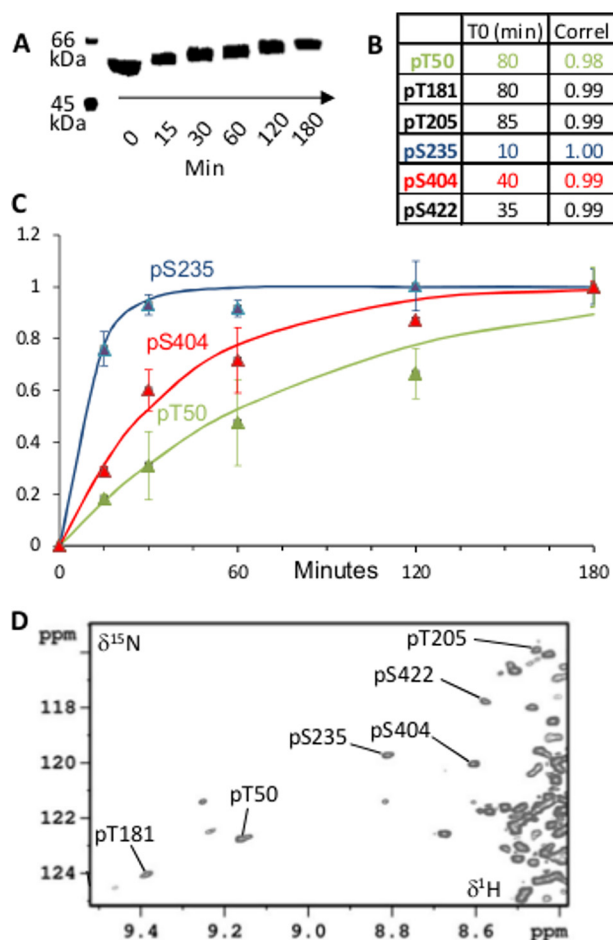 A
66
kDa
45
kDa
0 15 30 60 120 180
Min
B
T0 (min) Correl
pT50 80 0.98
pT181 80 0.99
pT205 85 0.99
pS235 10 1.00
pS404 40 0.99
pS422 35 0.99
C
1.2
1
0.8
0.6
0.4
0.2
0
pS235
pS404
pT50
0 60 120 180
Minutes
D
ppm
δ15N
118
120
122
124
pT205
pS422
pS235
pS404
pT50
pT181
δ1H
9.4 9.2 9.0 8.8 8.6 ppm